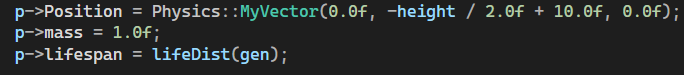 p->Position = Physics::MyVector(0.0f, -height / 2.0f + 10.0f, 0.0f);
p->mass = 1.0f;
p->lifespan = lifeDist(gen);